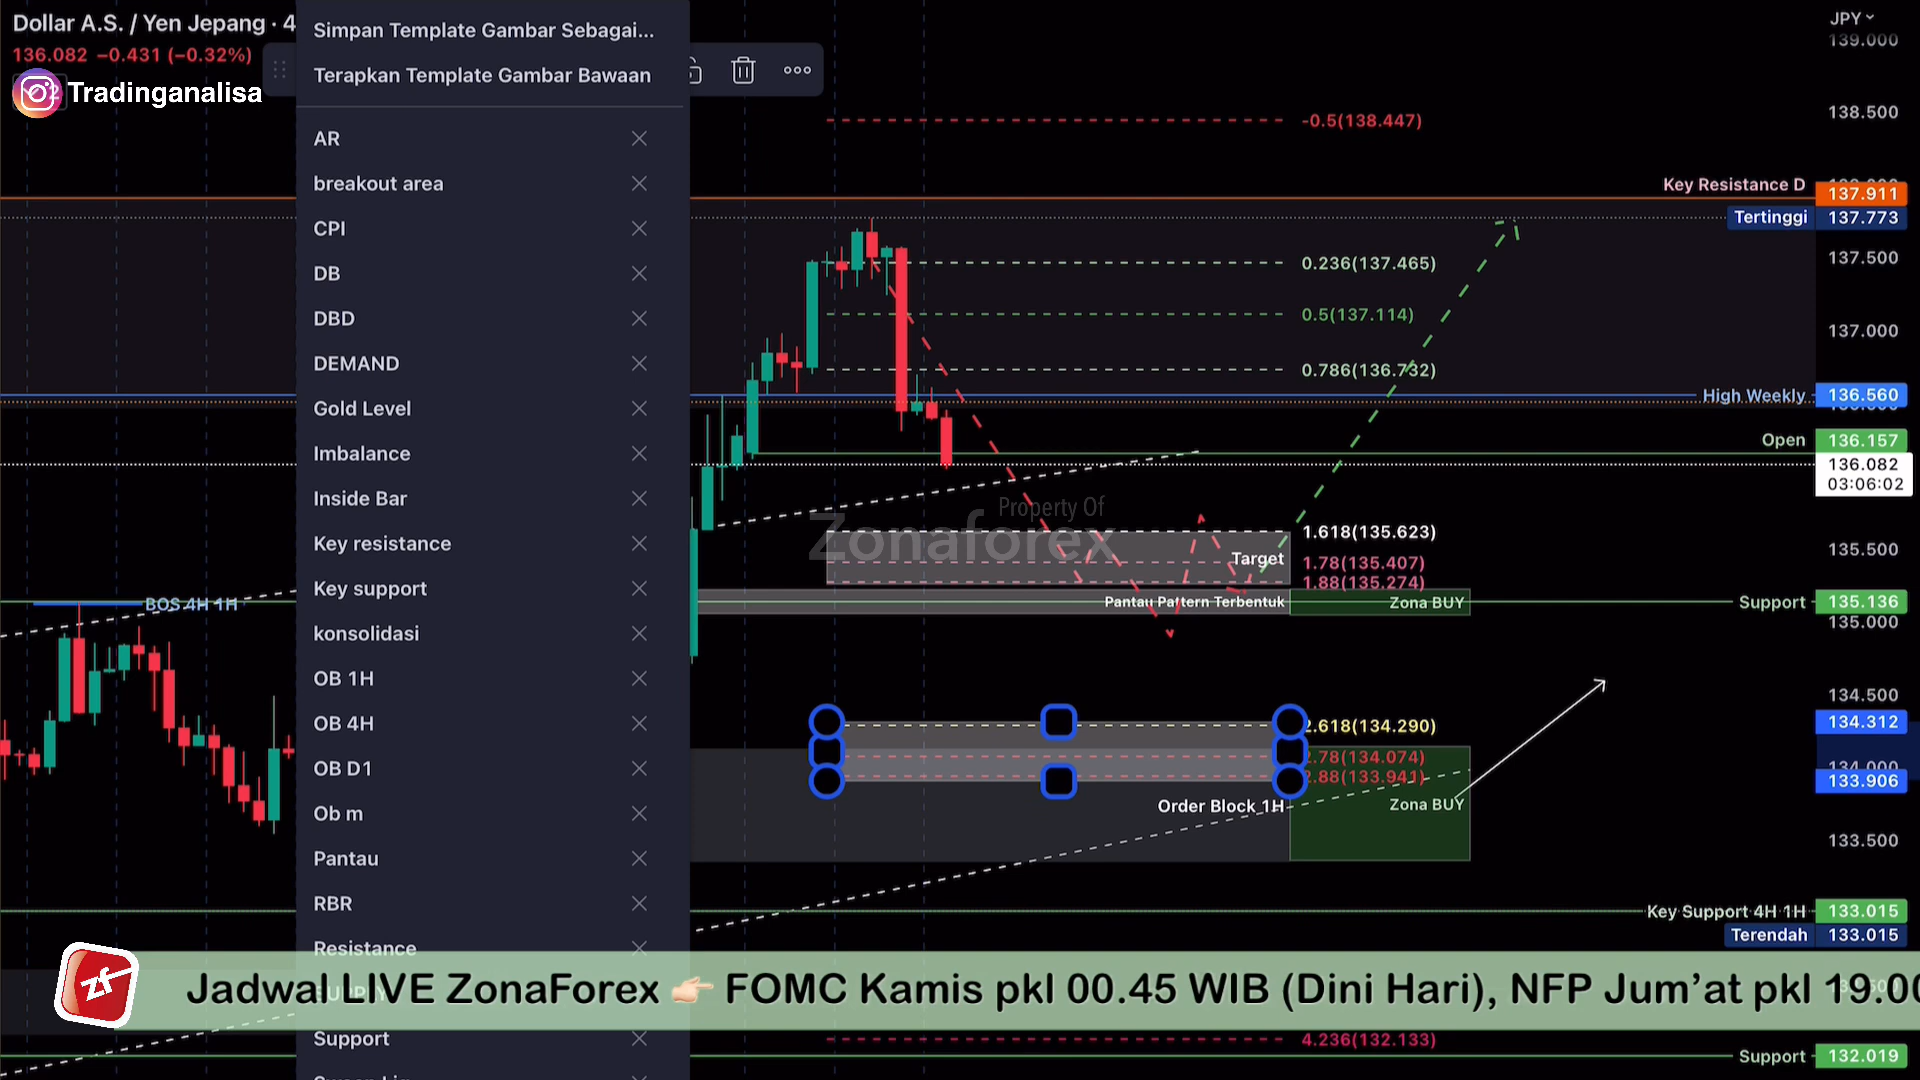 Dollar A.S. / Yen Jepang · 4
136.082 −0.431 (−0.32%)
Tradinganalisa
Simpan Template Gambar Sebagai...
Terapkan Template Gambar Bawaan
AR
breakout area
CPI
DB
DBD
DEMAND
Gold Level
Imbalance
Inside Bar
Key resistance
Key support
konsolidasi
OB 1H
OB 4H
OB D1
Ob m
Pantau
RBR
Resistance
Support
BOS 4H 1H
-0.5(138.447)
0.236(137.465)
0.5(137.114)
0.786(136.732)
Property Of
Zonaforex
1.618(135.623)
Target
1.78(135.407)
1.88(135.274)
Pantau Pattern Terbentuk
Zona BUY
2.618(134.290)
2.78(134.074)
2.88(133.941)
Order Block 1H
Zona BUY
4.236(132.133)
JPY
139.000
138.500
Key Resistance D 137.911
Tertinggi 137.773
137.500
137.000
High Weekly 136.560
Open 136.157
136.082
03:06:02
135.500
Support 135.136
135.000
134.500
134.312
134.000
133.906
133.500
Key Support 4H 1H 133.015
Terendah 133.015
Support 132.019
zf
Jadwal LIVE ZonaForex 👉🏻 FOMC Kamis pkl 00.45 WIB (Dini Hari), NFP Jum’at pkl 19.00